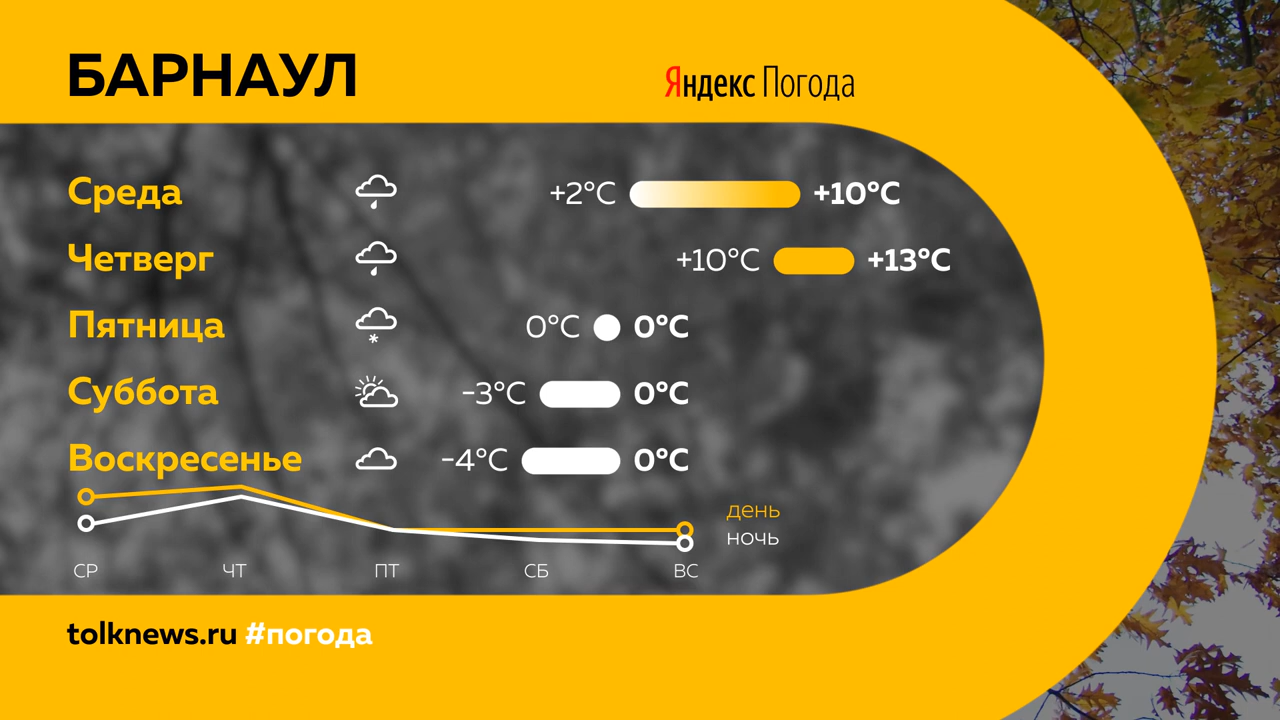 БАРНАУЛ
Яндекс Погода
Среда +2°C +10°C
Четверг +10°C +13°C
Пятница 0°C 0°C
Суббота -3°C 0°C
Воскресенье -4°C 0°C
день
ночь
СР ЧТ ПТ СБ ВС
tolknews.ru #погода